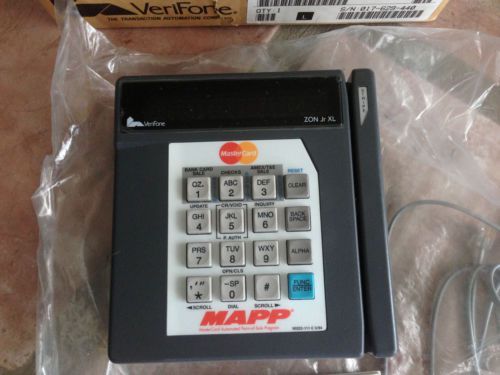 VeriFone
THE TRANSACTION AUTOMATION COMPANY
QTY. 1
L
S/N 017-629-440
VeriFone
ZON Jr XL
MasterCard
BANK CARD SALE
CHECKS
AMEX/T&E SALE
RESET
QZ. 1
ABC 2
DEF 3
CLEAR
UPDATE
CR/VOID
INQUIRY
GHI 4
JKL 5
MNO 6
BACK SPACE
P. AUTH
PRS 7
TUV 8
WXY 9
ALPHA
OPN/CLS
,'" *
-SP 0
#
FUNC ENTER
◄SCROLL
DIAL
SCROLL►
MAPP
MasterCard Automated Point-of-Sale Program